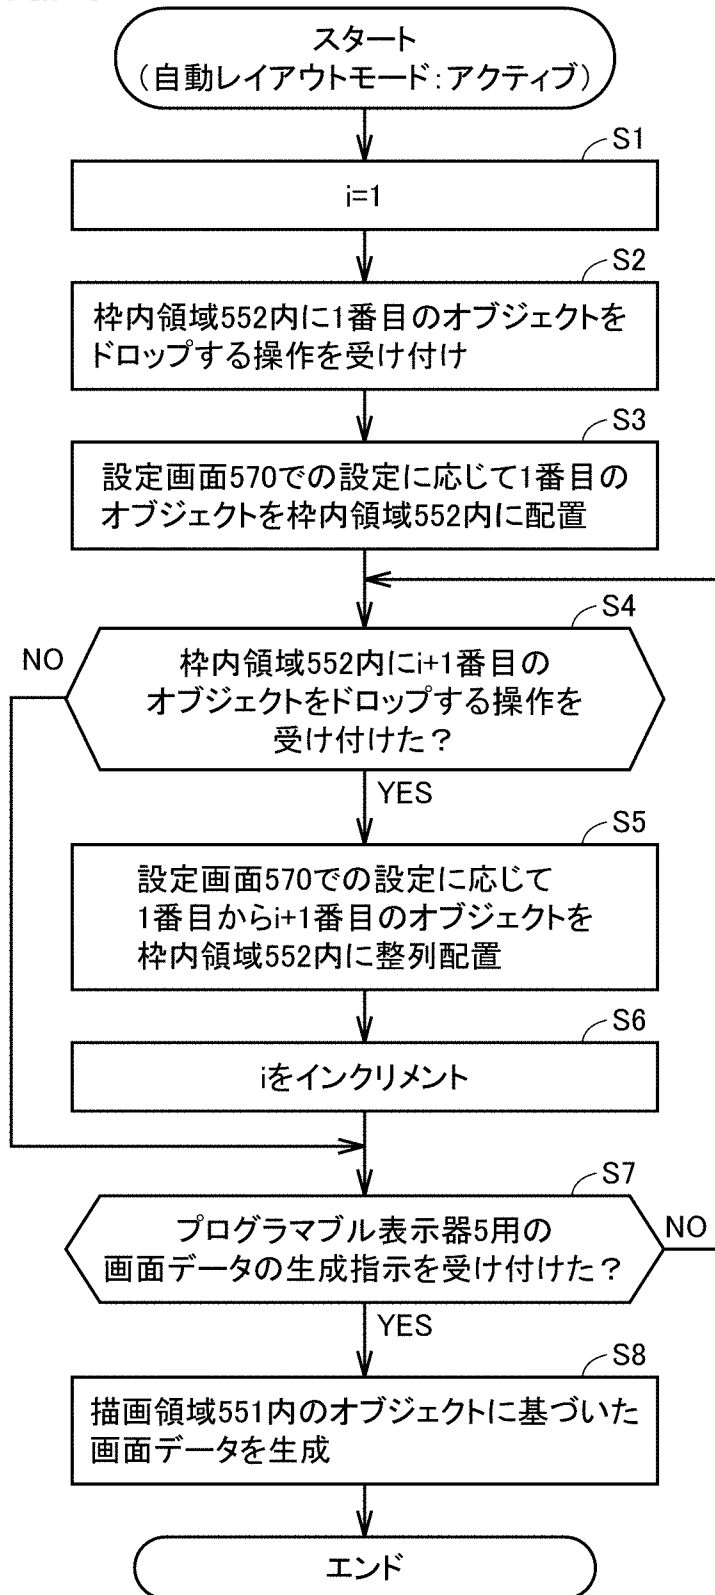 スタート
（自動レイアウトモード：アクティブ）
S1
i=1
S2
枠内領域552内に1番目のオブジェクトを
ドロップする操作を受け付け
S3
設定画面570での設定に応じて1番目の
オブジェクトを枠内領域552内に配置
S4
NO
枠内領域552内にi+1番目の
オブジェクトをドロップする操作を
受け付けた？
YES
S5
設定画面570での設定に応じて
1番目からi+1番目のオブジェクトを
枠内領域552内に整列配置
S6
iをインクリメント
S7
プログラマブル表示器5用の
画面データの生成指示を受け付けた？
NO
YES
S8
描画領域551内のオブジェクトに基づいた
画面データを生成
エンド